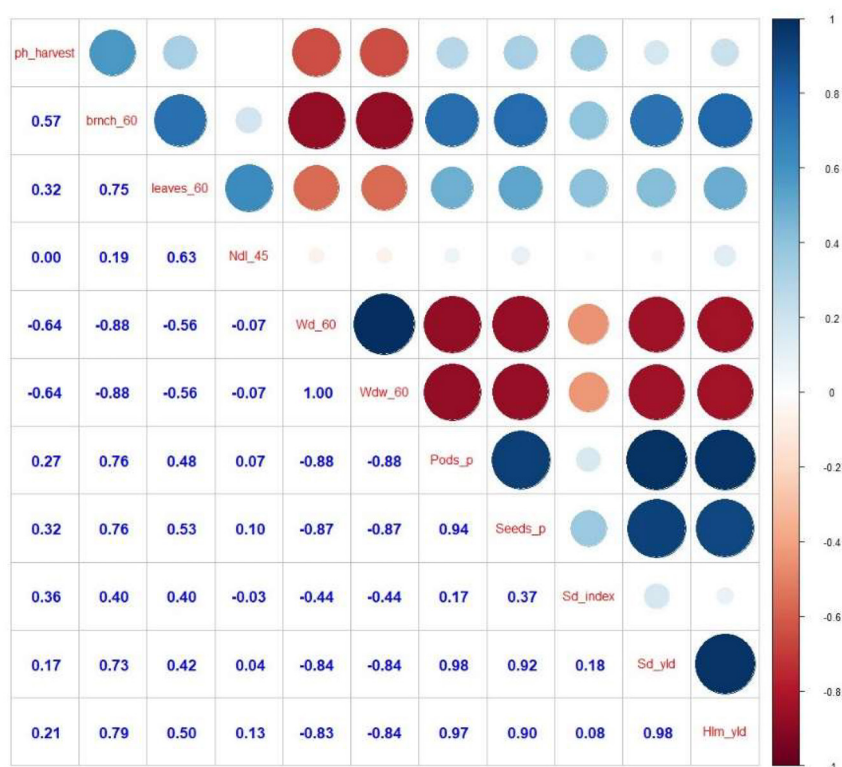 ph_harvest
0.57 brnch_60
0.32 0.75 leaves_60
0.00 0.19 0.63 Ndl_45
-0.64 -0.88 -0.56 -0.07 Wd_60
-0.64 -0.88 -0.56 -0.07 1.00 Wdw_60
0.27 0.76 0.48 0.07 -0.88 -0.88 Pods_p
0.32 0.76 0.53 0.10 -0.87 -0.87 0.94 Seeds_p
0.36 0.40 0.40 -0.03 -0.44 -0.44 0.17 0.37 Sd_index
0.17 0.73 0.42 0.04 -0.84 -0.84 0.98 0.92 0.18 Sd_yld
0.21 0.79 0.50 0.13 -0.83 -0.84 0.97 0.90 0.08 0.98 Hlm_yld
1
0.8
0.6
0.4
0.2
0
-0.2
-0.4
-0.6
-0.8
-1